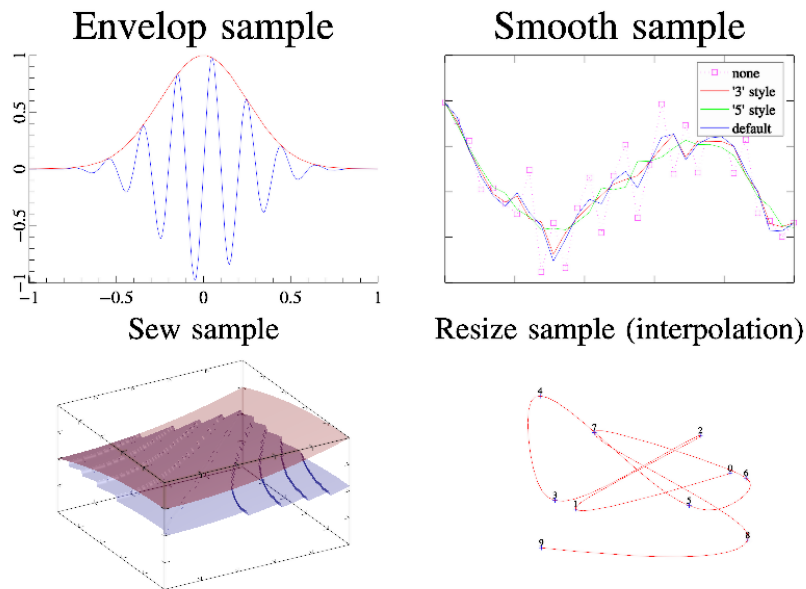 Envelop sample
Smooth sample
1
0.5
0
−0.5
−1
−1
−0.5
0
0.5
1
none
'3' style
'5' style
default
Sew sample
Resize sample (interpolation)
4
7
2
0
6
3
1
5
8
9